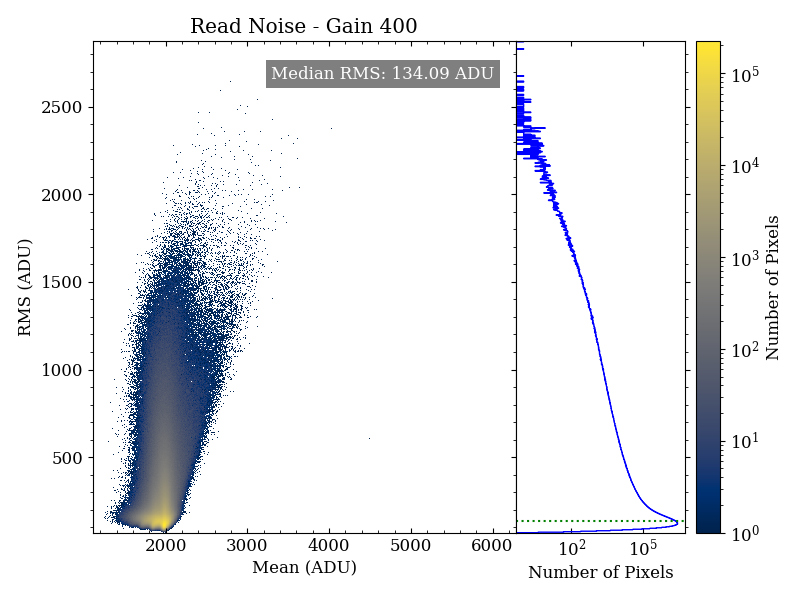 Read Noise - Gain 400
Median RMS: 134.09 ADU
2500
2000
1500
1000
500
RMS (ADU)
2000 3000 4000 5000 6000
Mean (ADU)
10² 10⁵
Number of Pixels
10⁵
10⁴
10³
10²
10¹
10⁰
Number of Pixels